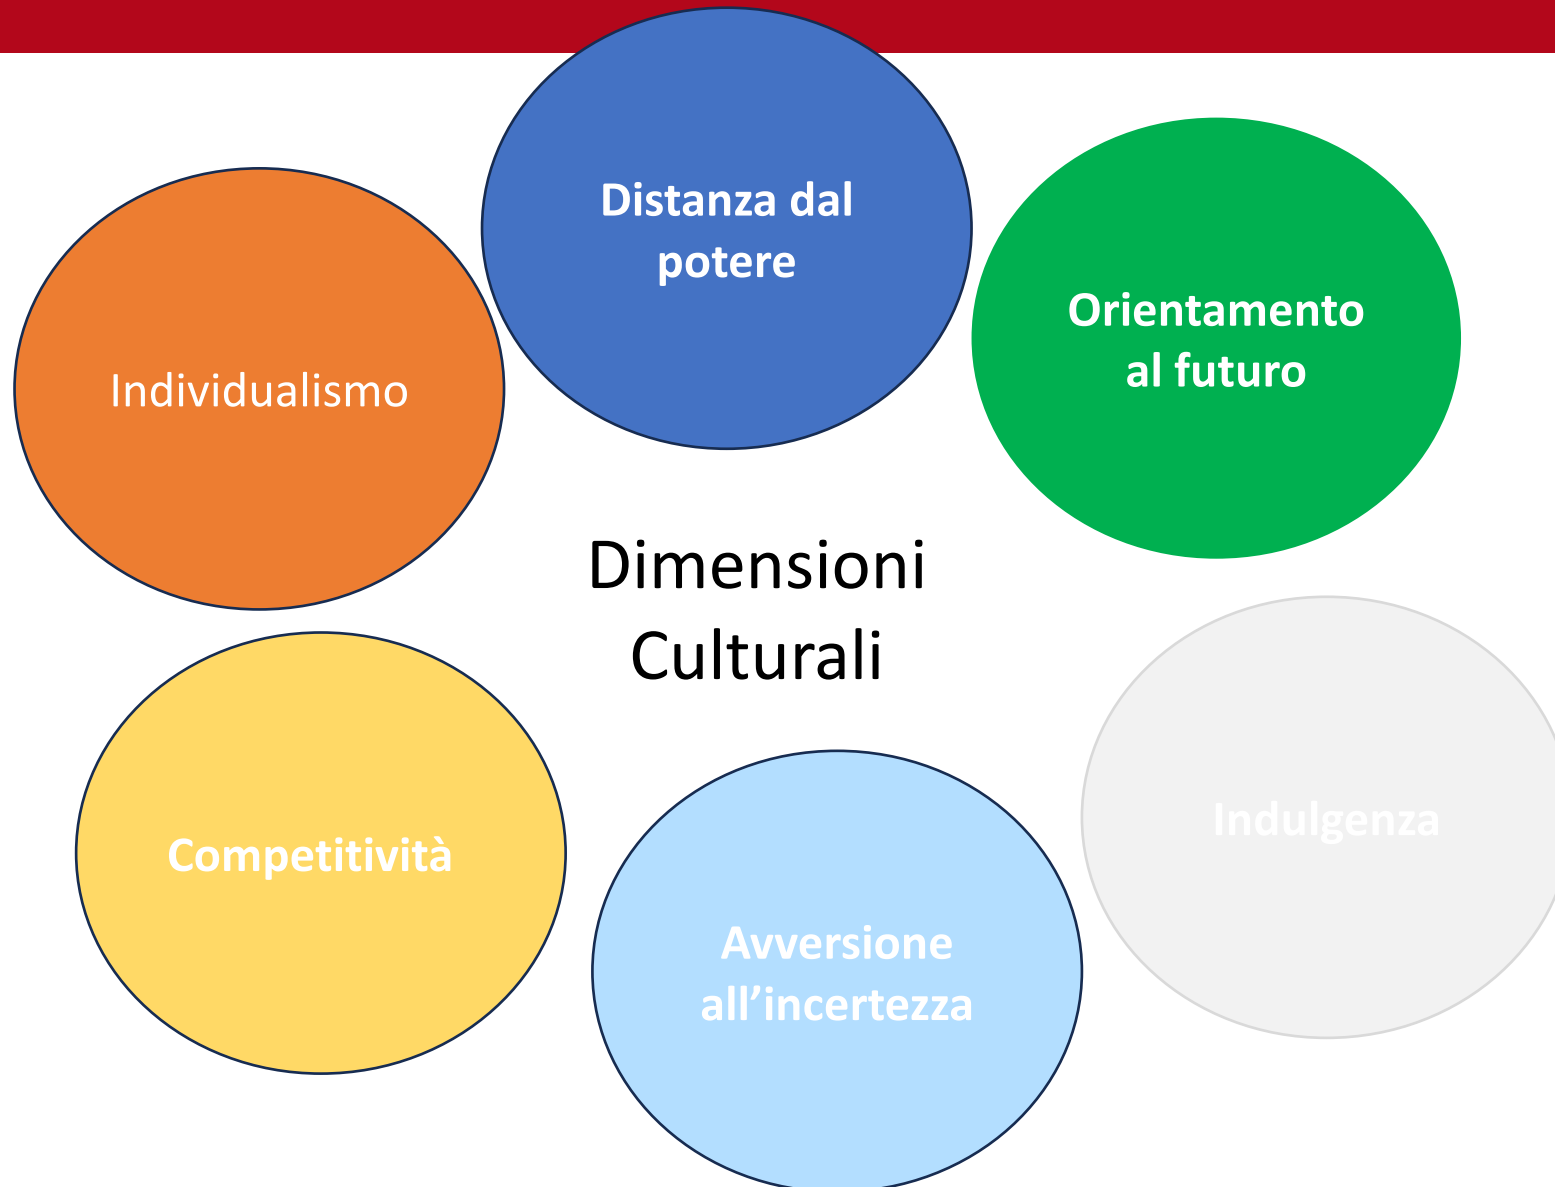 Distanza dal
potere
Orientamento
al futuro
Individualismo
Dimensioni
Culturali
Indulgenza
Competitività
Avversione
all’incertezza